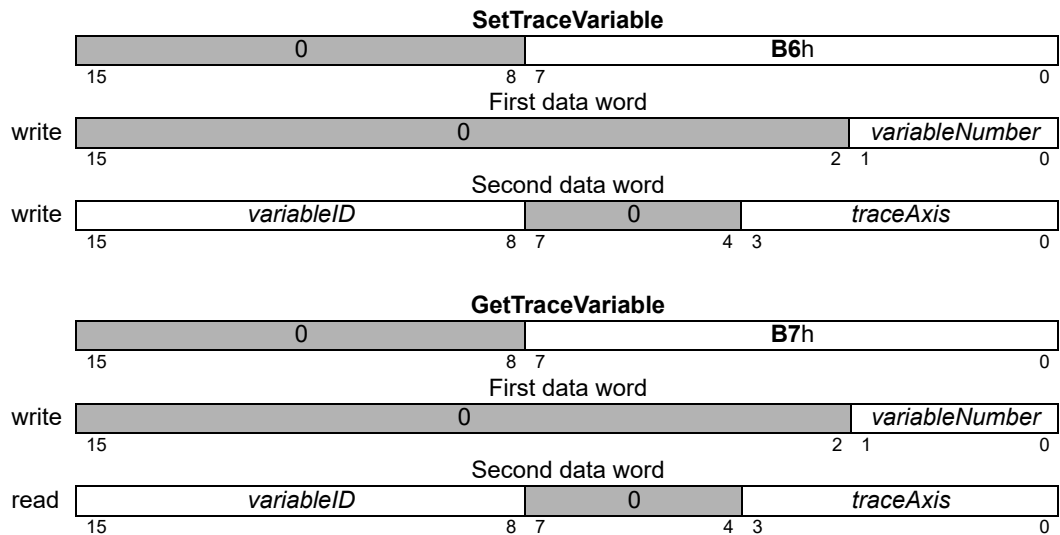 SetTraceVariable
0 B6h
15 8 7 0
First data word
write 0 variableNumber
15 2 1 0
Second data word
write variableID 0 traceAxis
15 8 7 4 3 0
GetTraceVariable
0 B7h
15 8 7 0
First data word
write 0 variableNumber
15 2 1 0
Second data word
read variableID 0 traceAxis
15 8 7 4 3 0